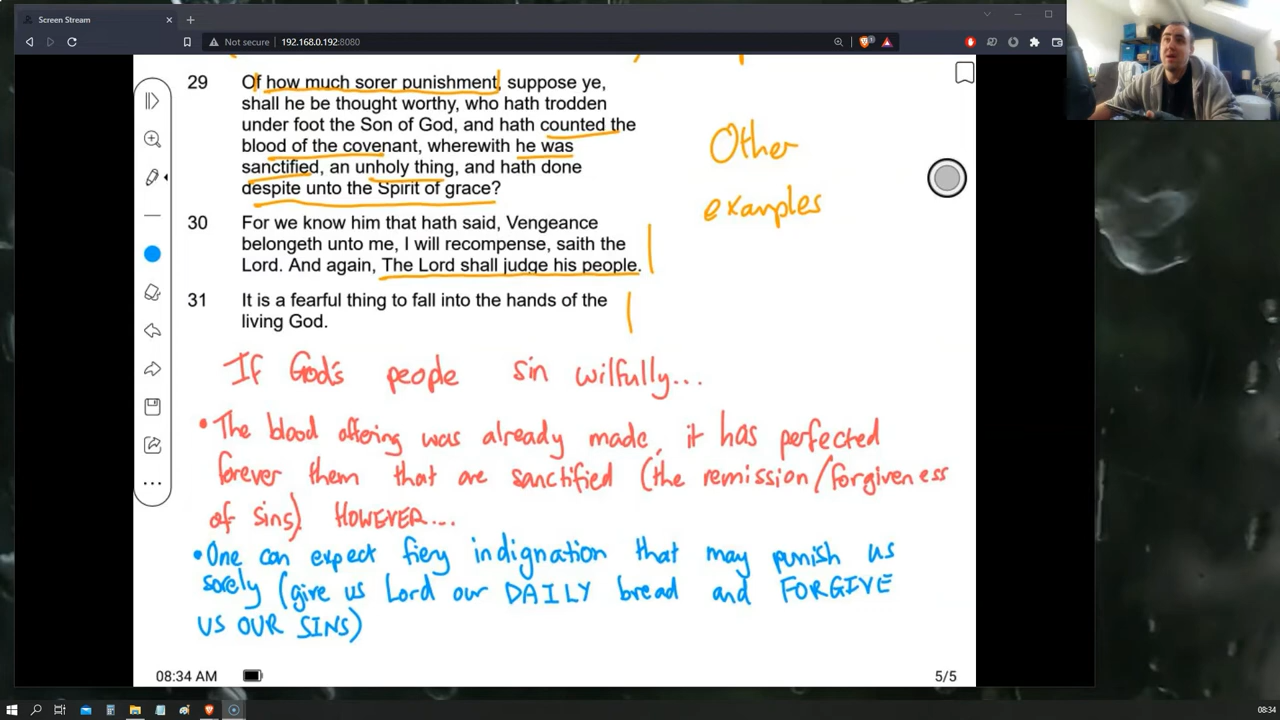 Screen Stream
Not secure | 192.168.0.192:8080
29 Of how much sorer punishment, suppose ye,
shall he be thought worthy, who hath trodden
under foot the Son of God, and hath counted the
blood of the covenant, wherewith he was
sanctified, an unholy thing, and hath done
despite unto the Spirit of grace?
Other
examples
30 For we know him that hath said, Vengeance
belongeth unto me, I will recompense, saith the
Lord. And again, The Lord shall judge his people.
31 It is a fearful thing to fall into the hands of the
living God.
If God's people sin wilfully...
• The blood offering was already made, it has perfected
forever them that are sanctified (the remission/forgiveness
of sins) HOWEVER...
• One can expect fiery indignation that may punish us
sorely (give us Lord our DAILY bread and FORGIVE
US OUR SINS)
08:34 AM 5/5
08:34